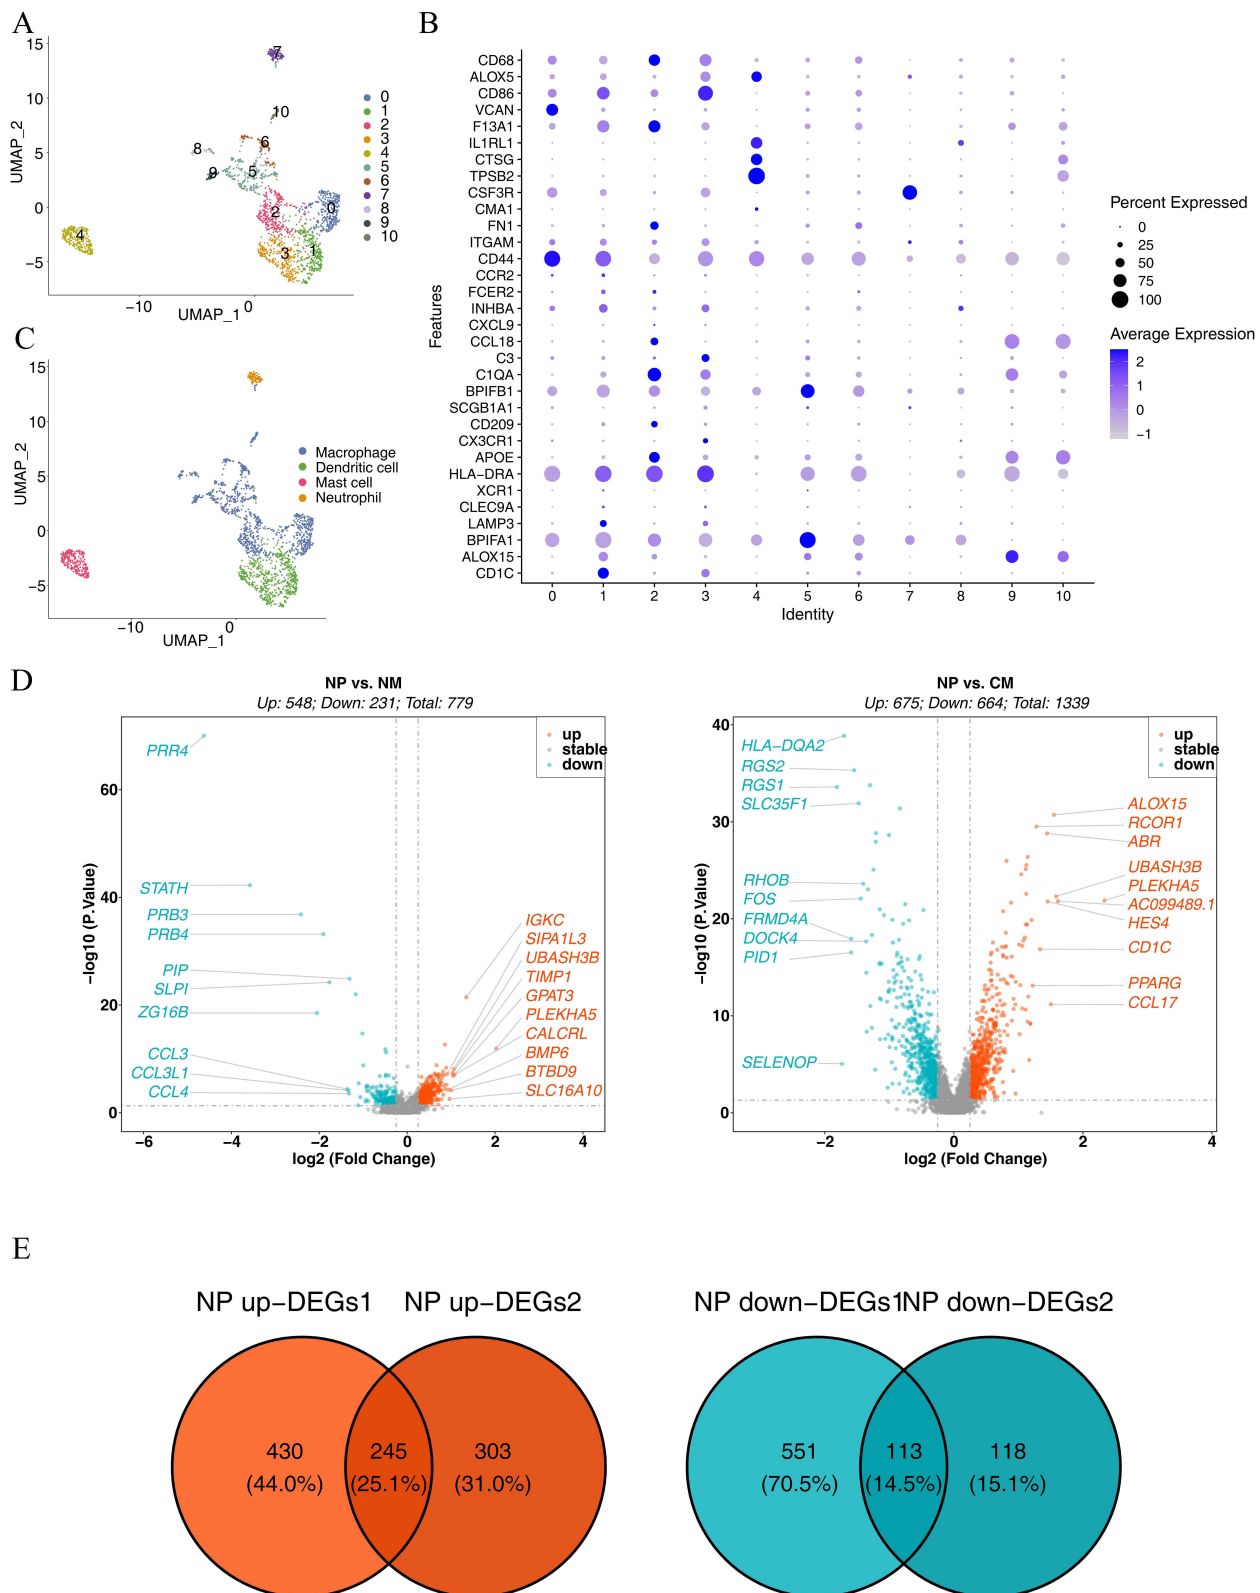 A
15
10
5
0
−5
−10
0
UMAP_1
UMAP_2
7
10
6
8
9
5
2
0
3
1
4
0
1
2
3
4
5
6
7
8
9
10
B
CD68
ALOX5
CD86
VCAN
F13A1
IL1RL1
CTSG
TPSB2
CSF3R
CMA1
FN1
ITGAM
CD44
CCR2
FCER2
INHBA
CXCL9
CCL18
C3
C1QA
BPIFB1
SCGB1A1
CD209
CX3CR1
APOE
HLA−DRA
XCR1
CLEC9A
LAMP3
BPIFA1
ALOX15
CD1C
Features
0 1 2 3 4 5 6 7 8 9 10
Identity
Percent Expressed
0
25
50
75
100
Average Expression
2
1
0
−1
C
15
10
5
0
−5
−10
0
UMAP_1
UMAP_2
Macrophage
Dendritic cell
Mast cell
Neutrophil
D
NP vs. NM
Up: 548; Down: 231; Total: 779
up
stable
down
60
40
20
0
−log10 (P.Value)
−6 −4 −2 0 2 4
log2 (Fold Change)
PRR4
STATH
PRB3
PRB4
PIP
SLPI
ZG16B
CCL3
CCL3L1
CCL4
IGKC
SIPA1L3
UBASH3B
TIMP1
GPAT3
PLEKHA5
CALCRL
BMP6
BTBD9
SLC16A10
NP vs. CM
Up: 675; Down: 664; Total: 1339
up
stable
down
40
30
20
10
0
−log10 (P.Value)
−2 0 2 4
log2 (Fold Change)
HLA−DQA2
RGS2
RGS1
SLC35F1
RHOB
FOS
FRMD4A
DOCK4
PID1
SELENOP
ALOX15
RCOR1
ABR
UBASH3B
PLEKHA5
AC099489.1
HES4
CD1C
PPARG
CCL17
E
NP up−DEGs1 NP up−DEGs2
430 245 303
(44.0%) (25.1%) (31.0%)
NP down−DEGs1 NP down−DEGs2
551 113 118
(70.5%) (14.5%) (15.1%)